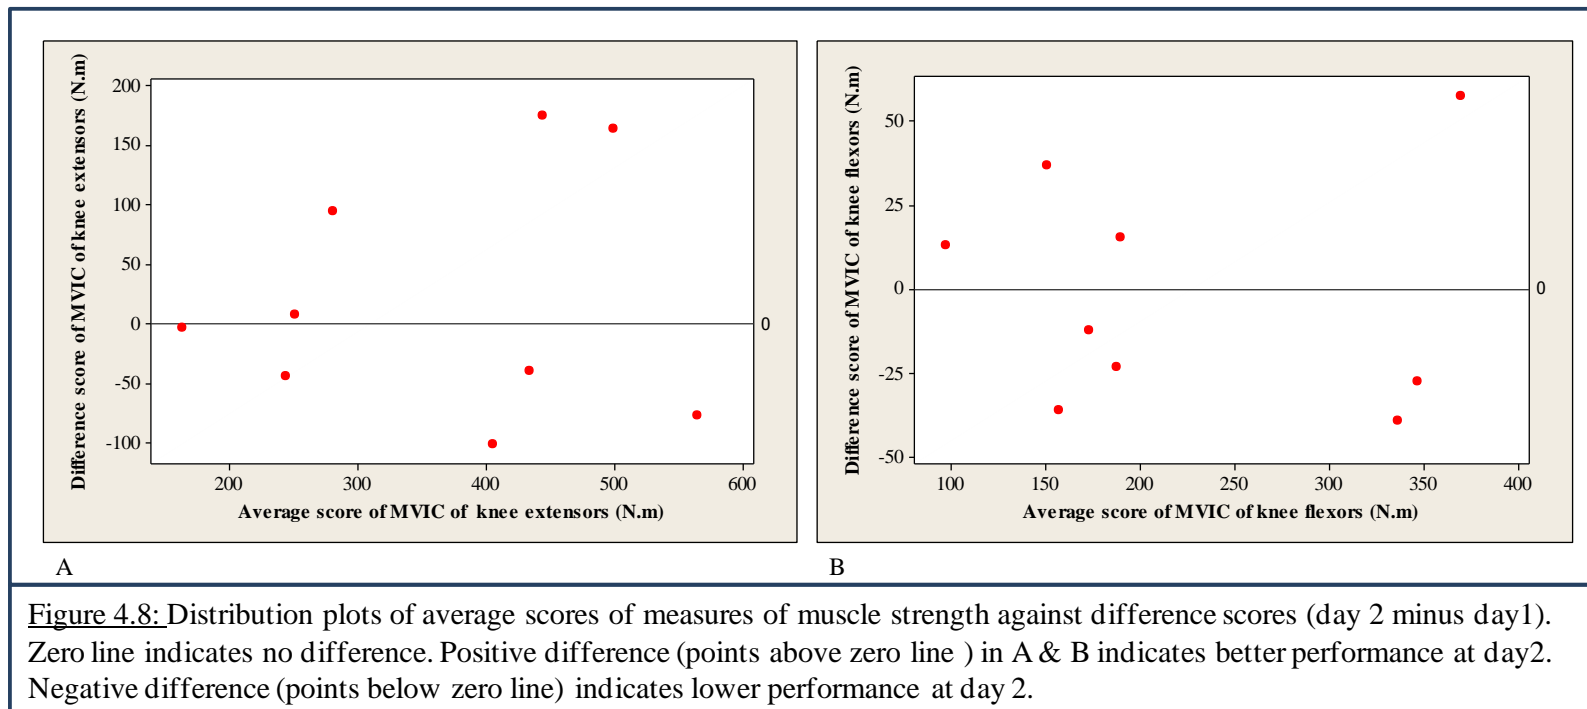 Difference score of MVIC of knee extensors (N.m)
200
150
100
50
0
-50
-100
0
200 300 400 500 600
Average score of MVIC of knee extensors (N.m)
A
Difference score of MVIC of knee flexors (N.m)
50
25
0
-25
-50
0
100 150 200 250 300 350 400
Average score of MVIC of knee flexors (N.m)
B
Figure 4.8: Distribution plots of average scores of measures of muscle strength against difference scores (day 2 minus day1).
Zero line indicates no difference. Positive difference (points above zero line ) in A & B indicates better performance at day2.
Negative difference (points below zero line) indicates lower performance at day 2.